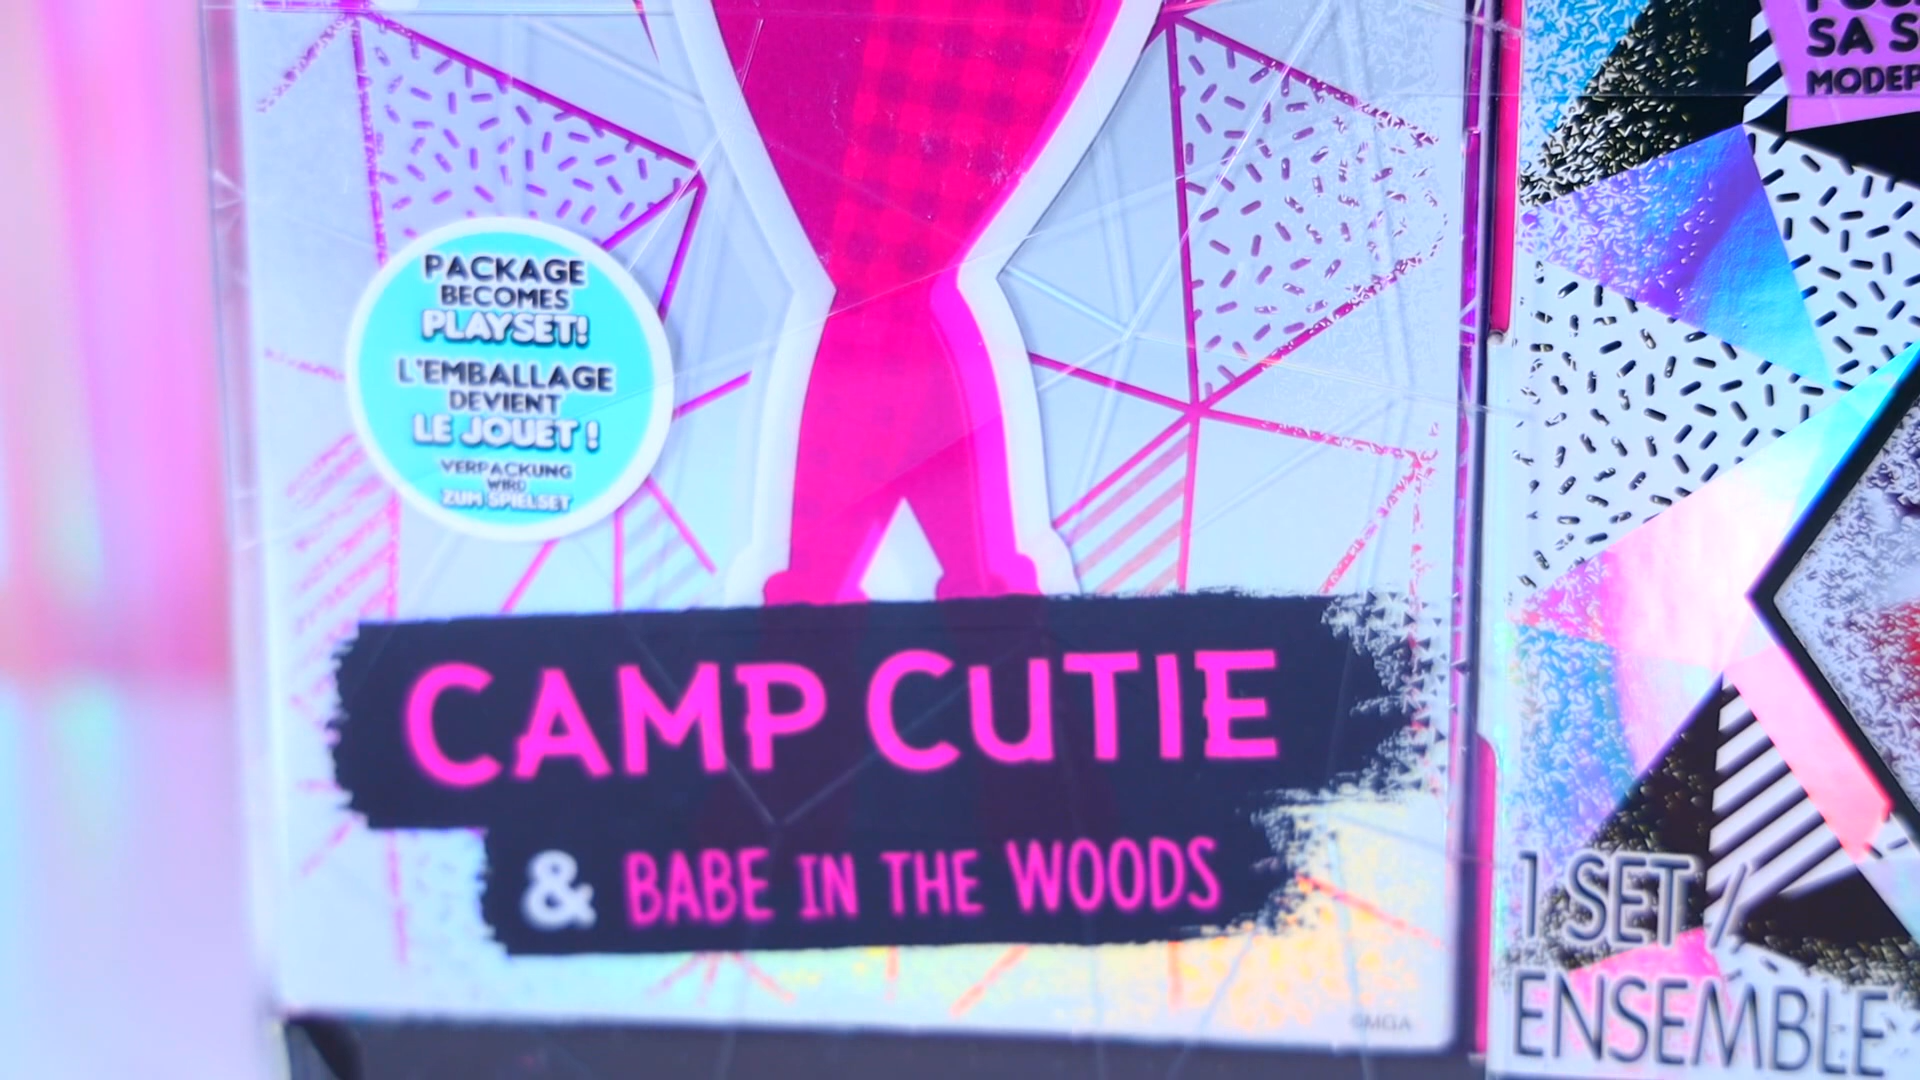 PACKAGE
BECOMES
PLAYSET!
L'EMBALLAGE
DEVIENT
LE JOUET !
VERPACKUNG
WIRD
ZUM SPIELSET
CAMP CUTIE
& BABE IN THE WOODS
©MGA
SA
1 SET /
ENSEMBLE